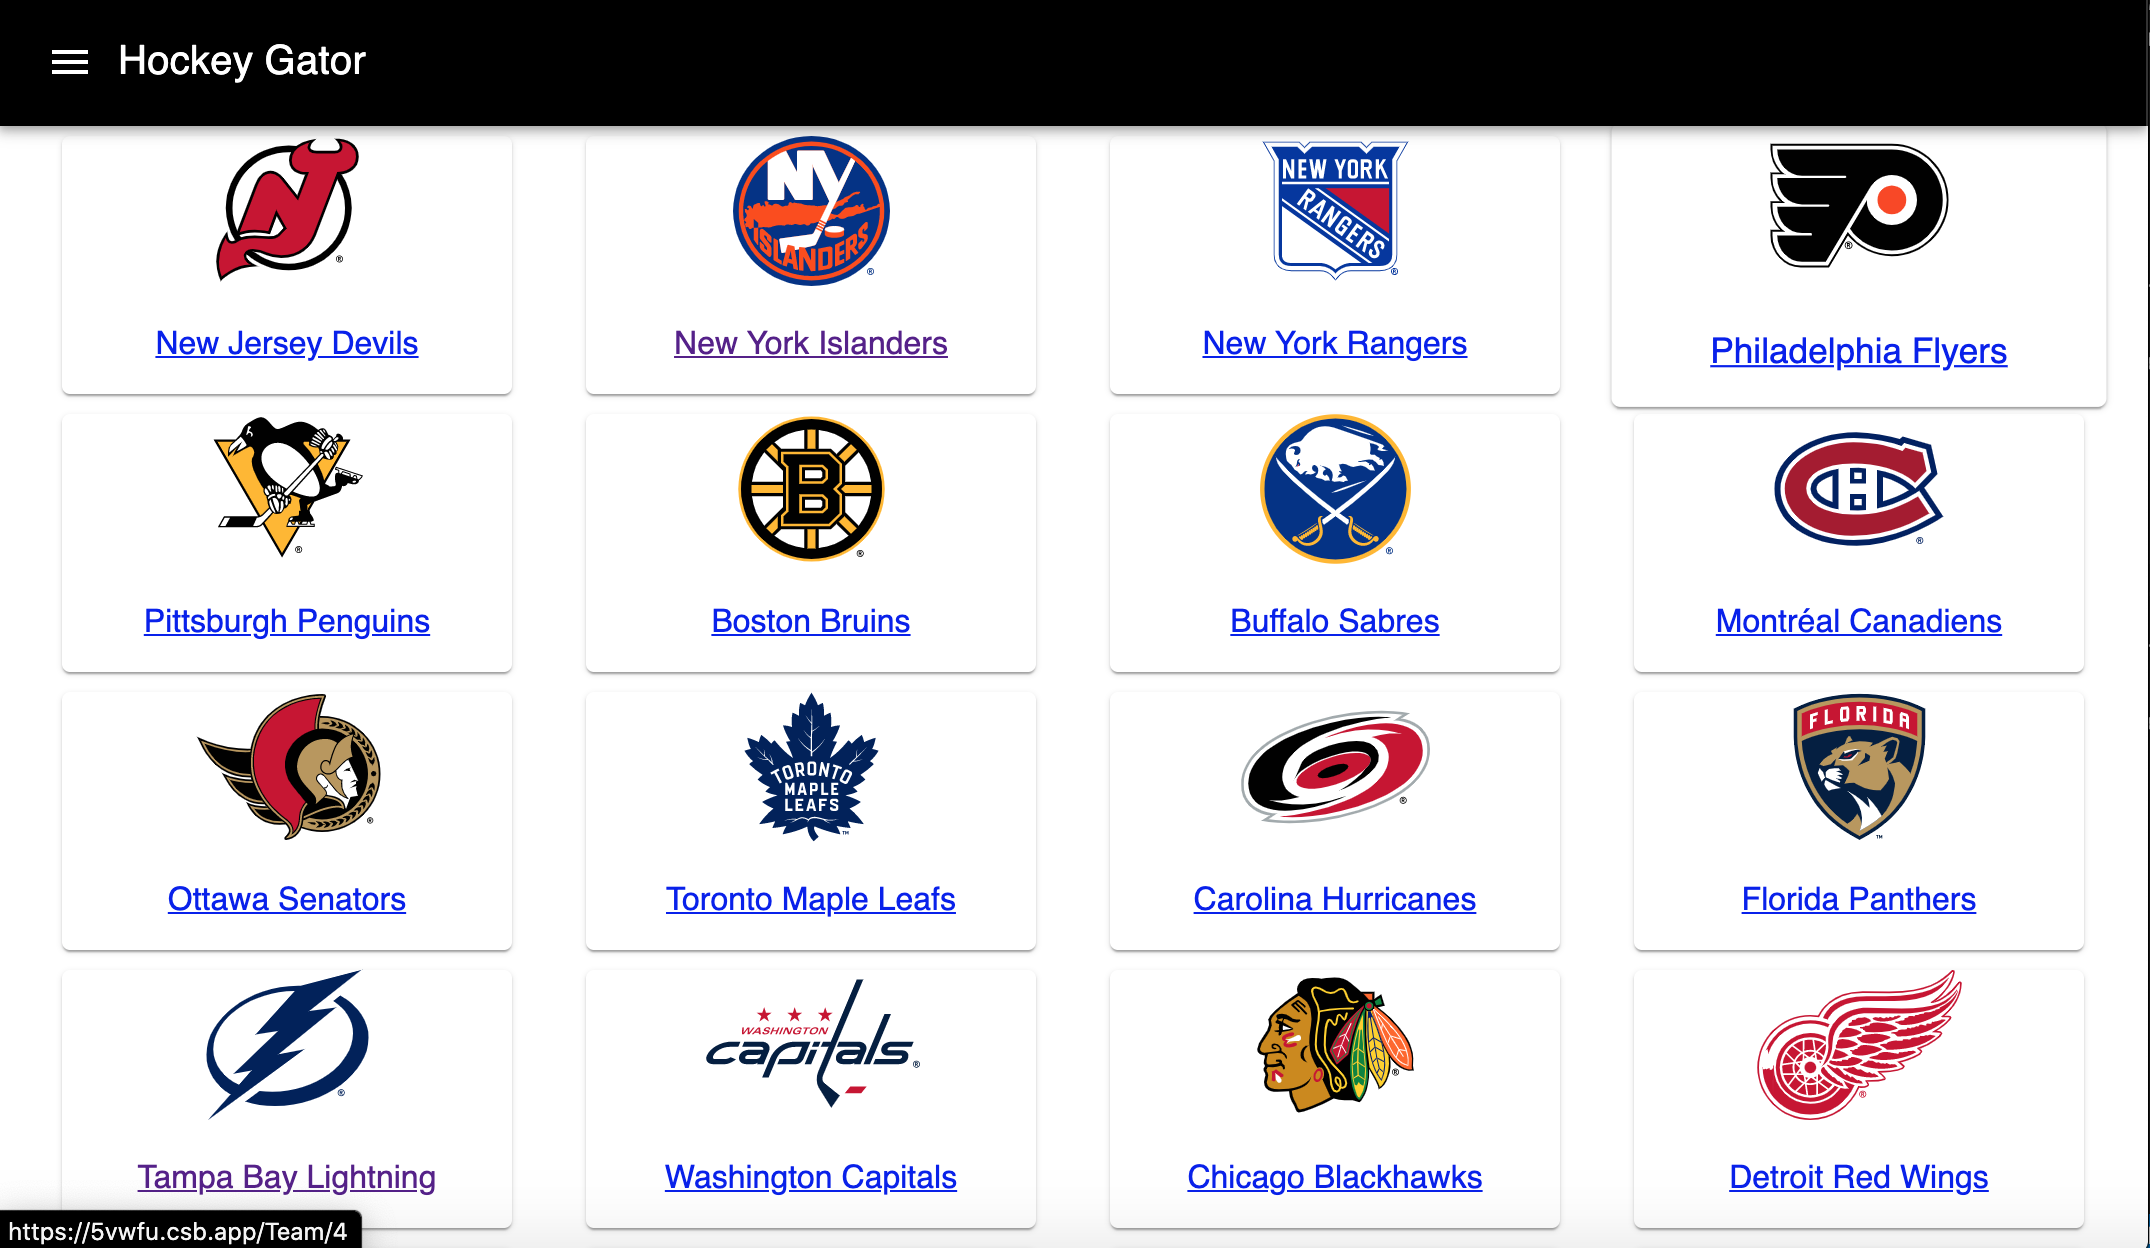 Hockey Gator
NEW YORK
RANGERS
NY
ISLANDERS
New Jersey Devils
New York Islanders
New York Rangers
Philadelphia Flyers
B
Pittsburgh Penguins
Boston Bruins
Buffalo Sabres
Montréal Canadiens
TORONTO
MAPLE
LEAFS
FLORIDA
Ottawa Senators
Toronto Maple Leafs
Carolina Hurricanes
Florida Panthers
WASHINGTON
capitals
Tampa Bay Lightning
Washington Capitals
Chicago Blackhawks
Detroit Red Wings
https://5vwfu.csb.app/Team/4